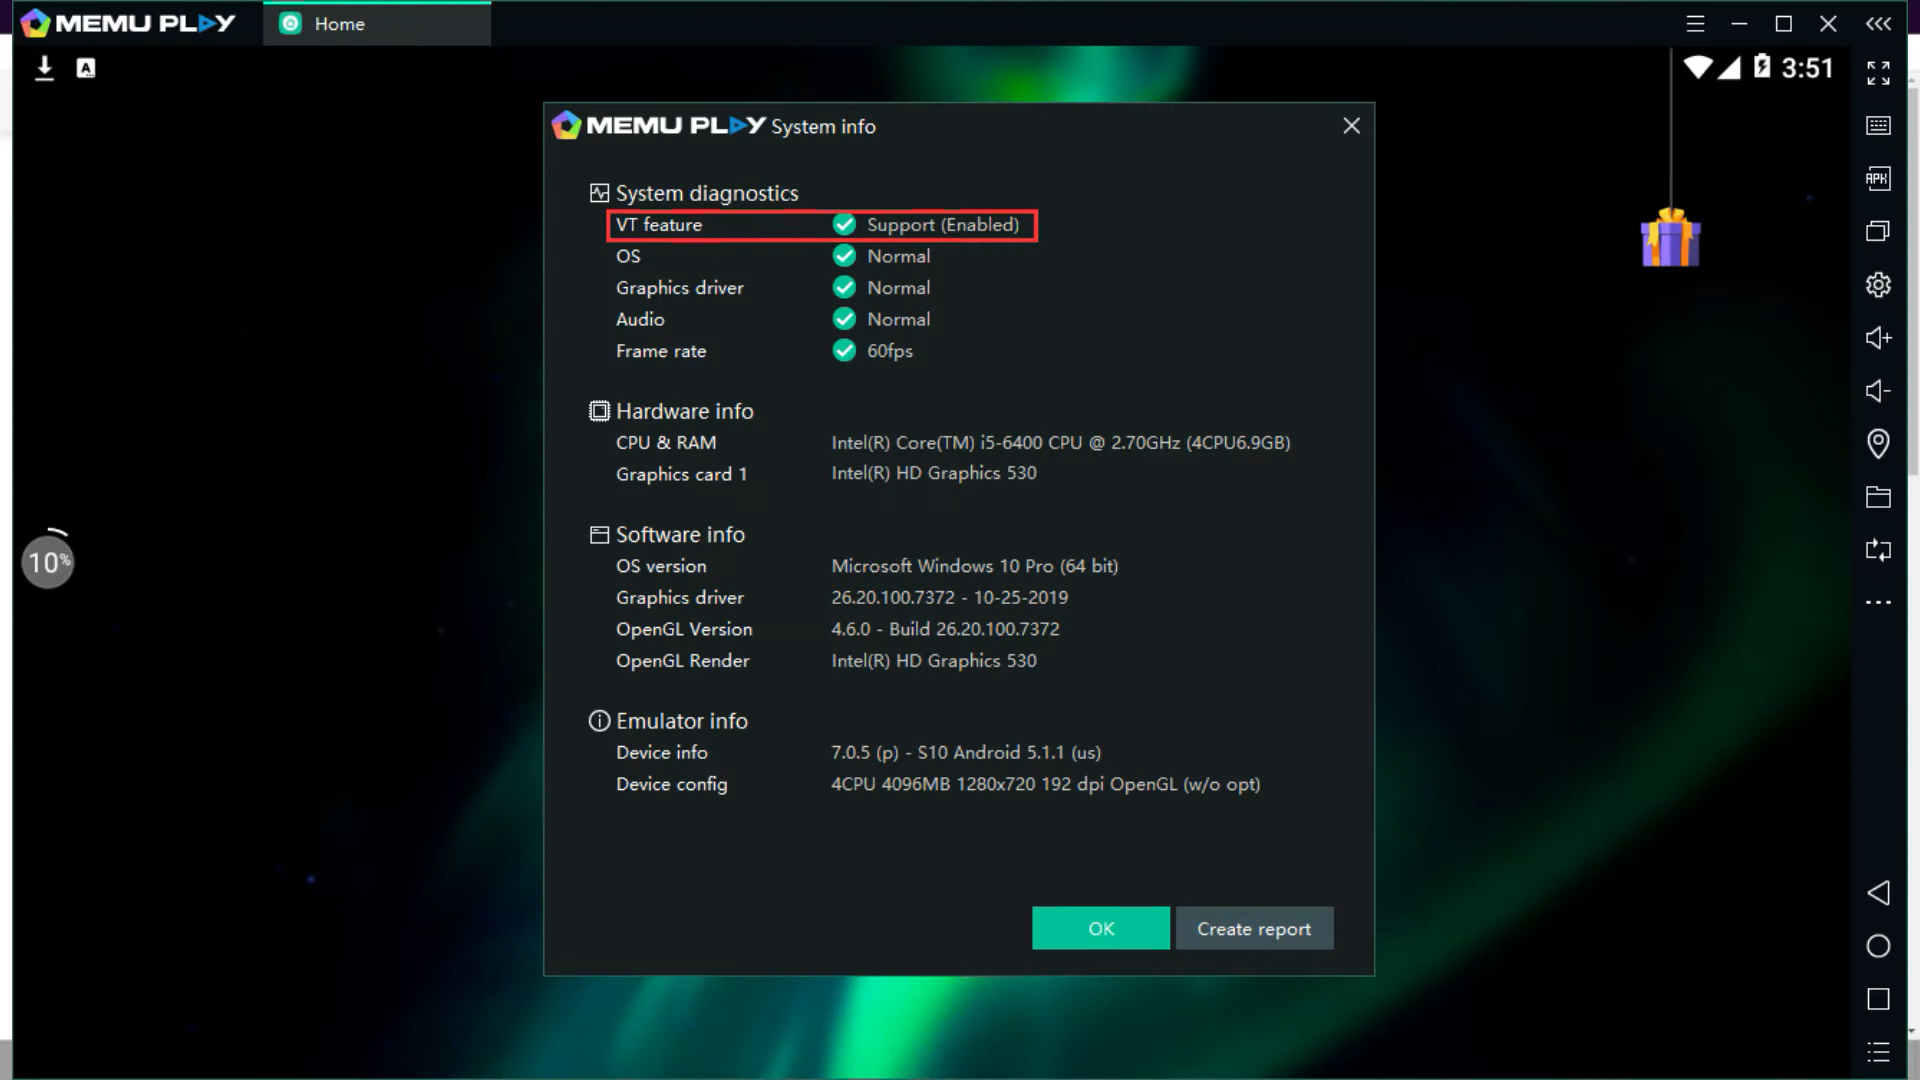 MEMU PLAY
Home
3:51
MEMU PLAY System info
System diagnostics
VT feature Support (Enabled)
OS Normal
Graphics driver Normal
Audio Normal
Frame rate 60fps
Hardware info
CPU & RAM Intel(R) Core(TM) i5-6400 CPU @ 2.70GHz (4CPU6.9GB)
Graphics card 1 Intel(R) HD Graphics 530
10%
Software info
OS version Microsoft Windows 10 Pro (64 bit)
Graphics driver 26.20.100.7372 - 10-25-2019
OpenGL Version 4.6.0 - Build 26.20.100.7372
OpenGL Render Intel(R) HD Graphics 530
Emulator info
Device info 7.0.5 (p) - S10 Android 5.1.1 (us)
Device config 4CPU 4096MB 1280x720 192 dpi OpenGL (w/o opt)
OK Create report
A
APK